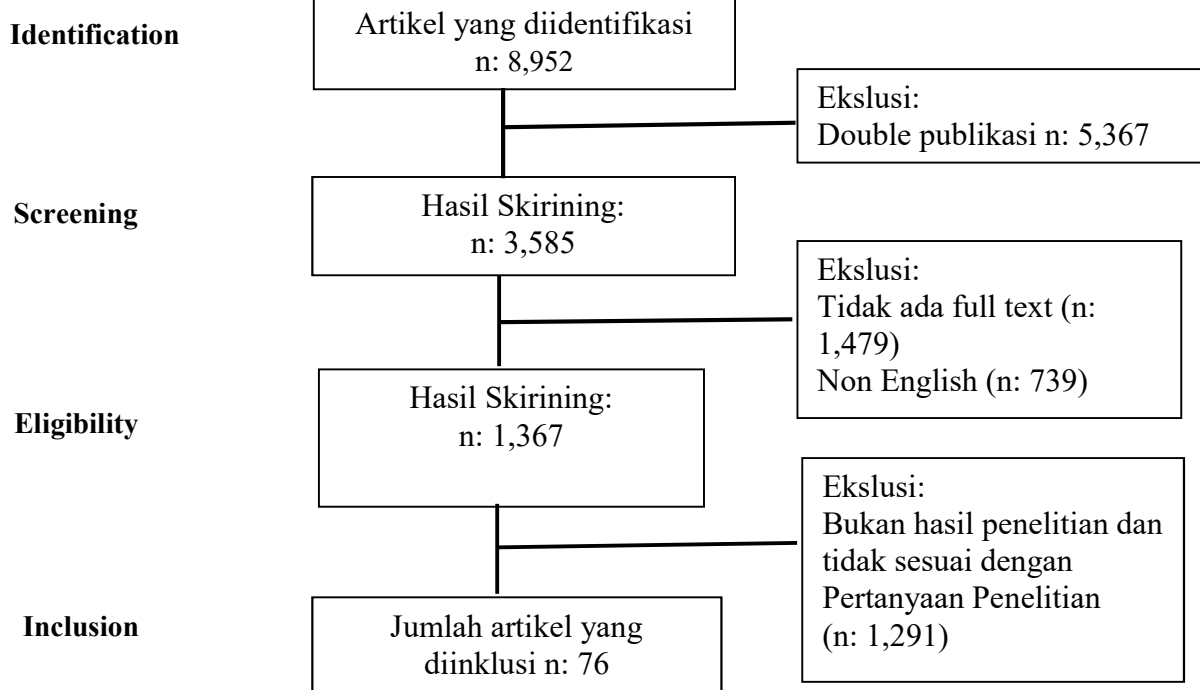 Identification
Artikel yang diidentifikasi
n: 8,952
Ekslusi:
Double publikasi n: 5,367
Screening
Hasil Skirining:
n: 3,585
Ekslusi:
Tidak ada full text (n:
1,479)
Non English (n: 739)
Eligibility
Hasil Skirining:
n: 1,367
Ekslusi:
Bukan hasil penelitian dan
tidak sesuai dengan
Pertanyaan Penelitian
(n: 1,291)
Inclusion
Jumlah artikel yang
diinklusi n: 76